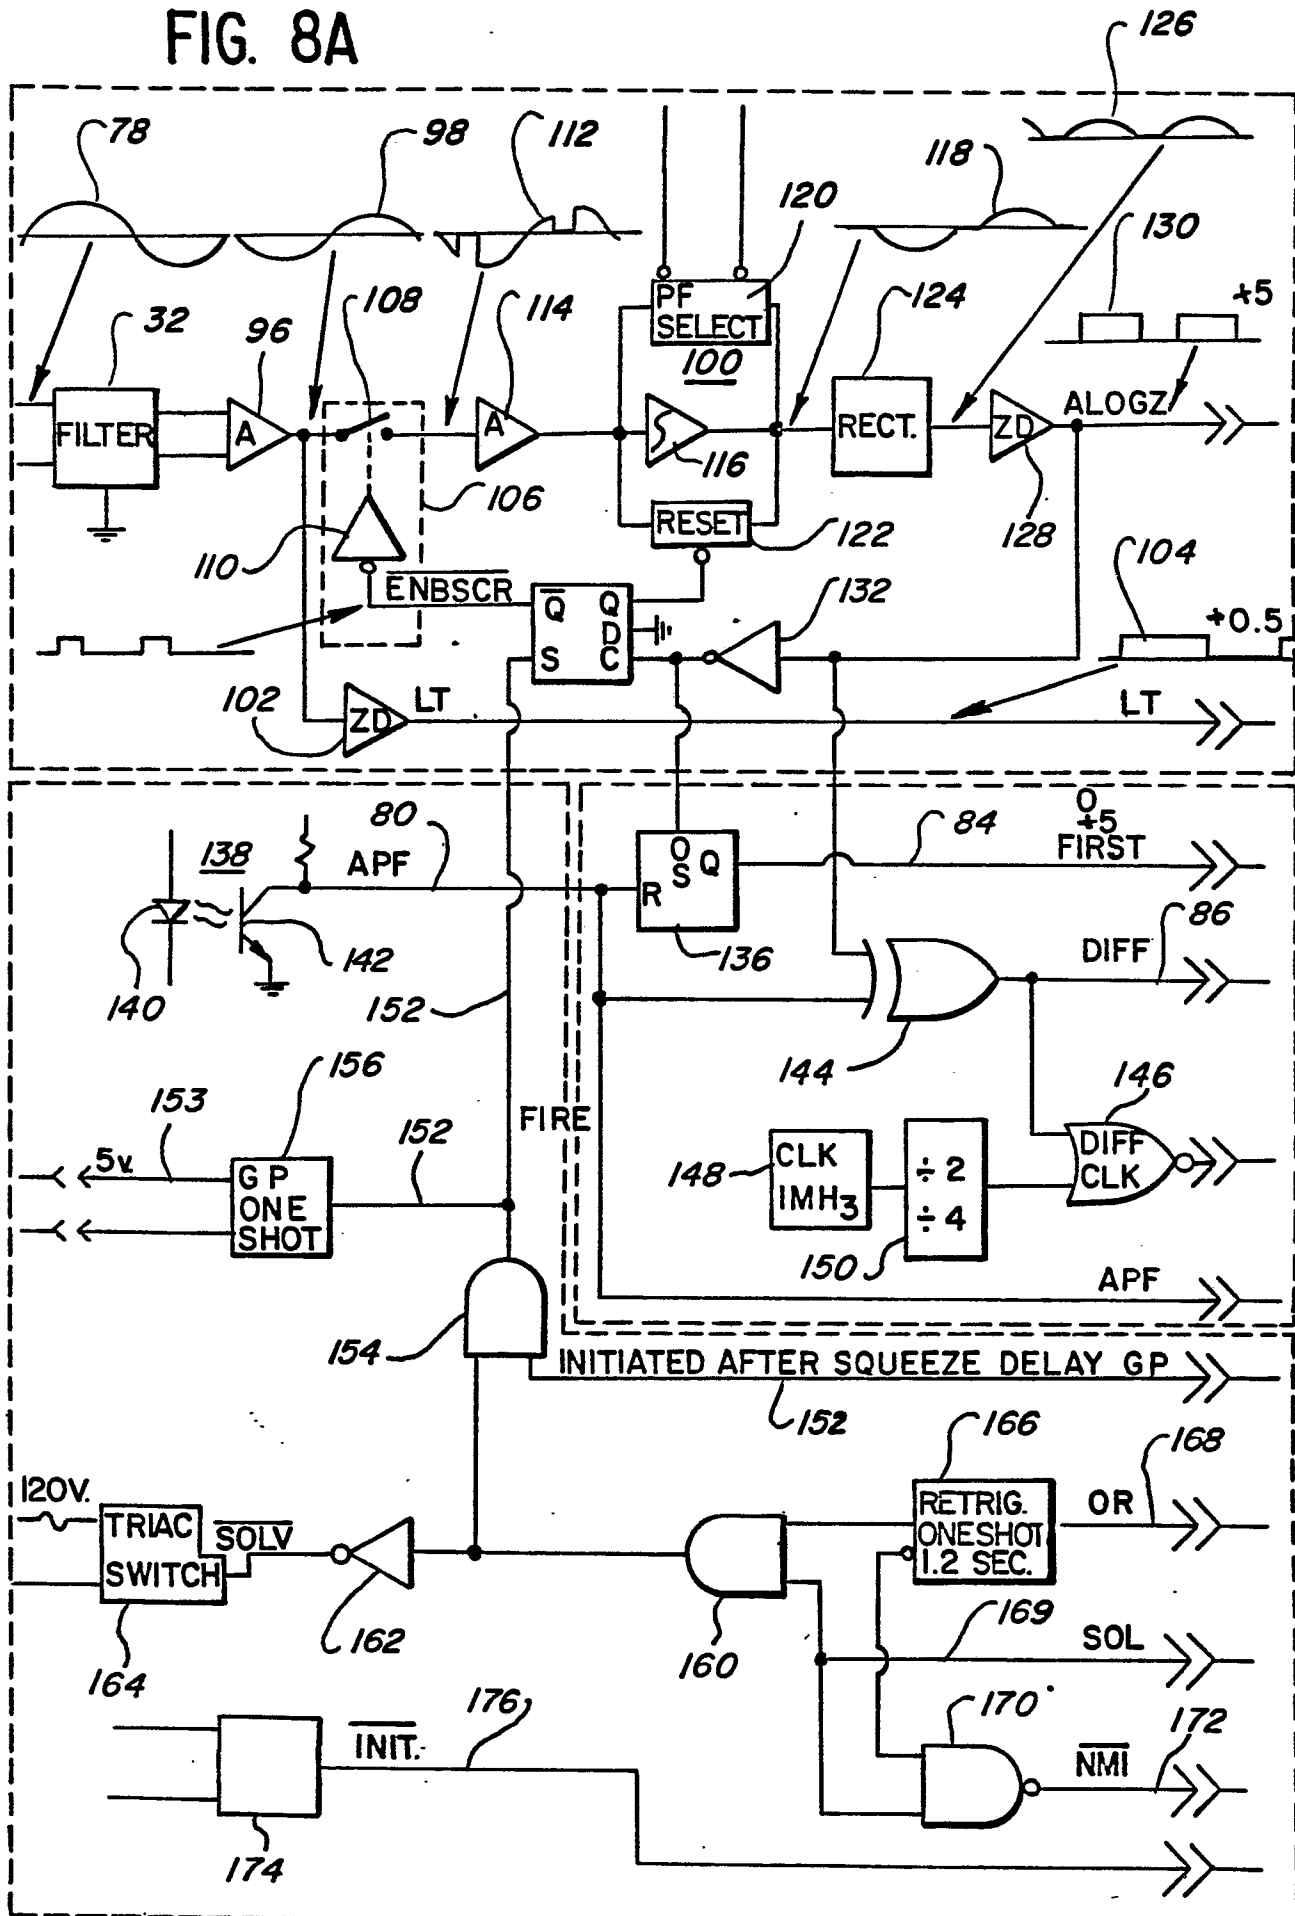 FIG. 8A
126
78
98
112
118
120
130
+5
32
96
108
114
PF
SELECT
100
124
FILTER
A
A
116
RECT.
ZD
ALOGZ
128
106
110
RESET
122
104
ENBSCR
Q Q
D
S C
132
+0.5
102
ZD
LT
LT
80
138
APF
84
0
+5
FIRST
O
S Q
R
136
86
DIFF
140
142
152
144
156
153
152
FIRE
146
5v.
GP
ONE
SHOT
148
CLK
1MH3
÷2
÷4
DIFF
CLK
150
APF
154
INITIATED AFTER SQUEEZE DELAY GP
152
166
168
120V.
TRIAC
SWITCH
SOLV
RETRIG.
ONESHOT
1.2 SEC.
OR
164
162
160
169
SOL
176
170
172
INIT.
NMI
174